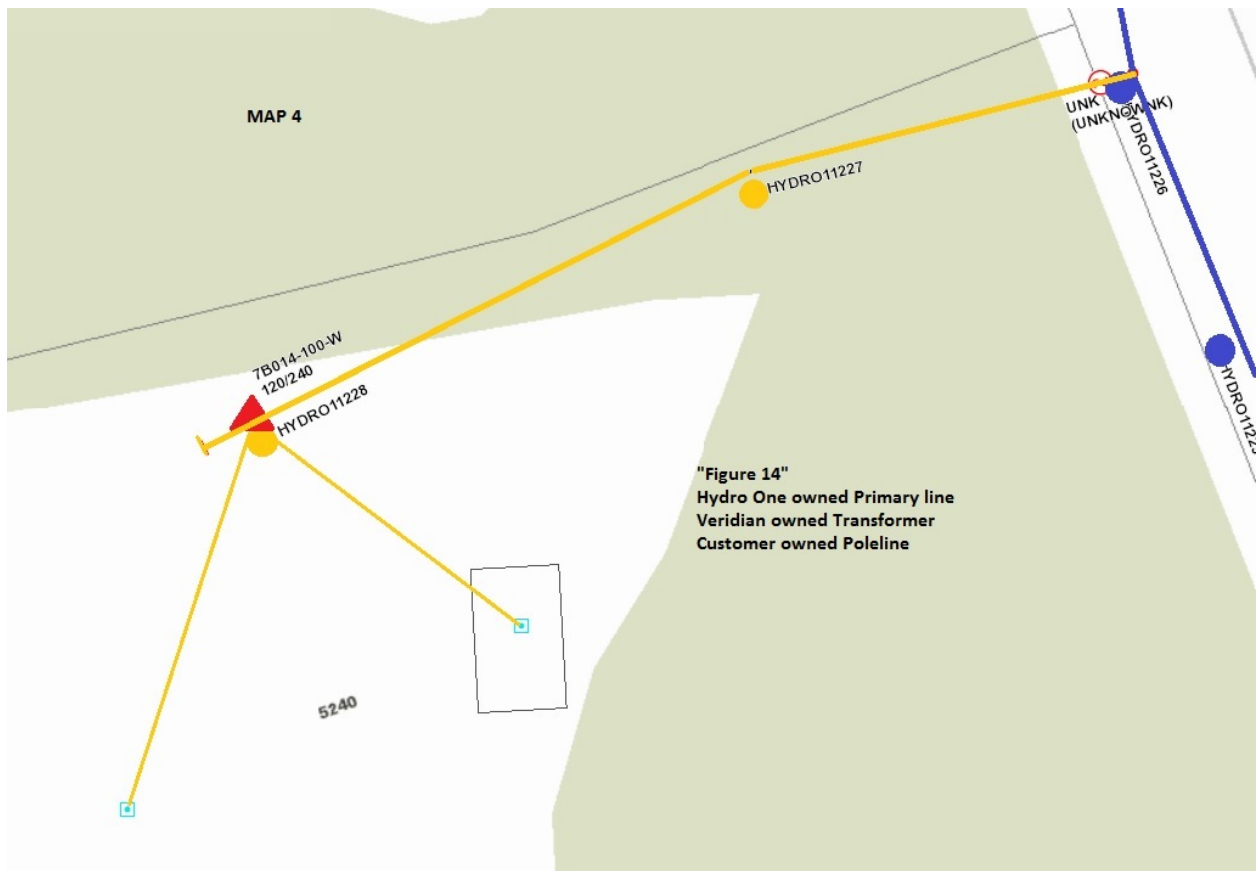 MAP 4
UNK
(UNKNOWNK)
HYDRO11226
HYDRO11227
7B014-100-W
120/240
HYDRO11228
HYDRO11225
"Figure 14"
Hydro One owned Primary line
Veridian owned Transformer
Customer owned Poleline
5240